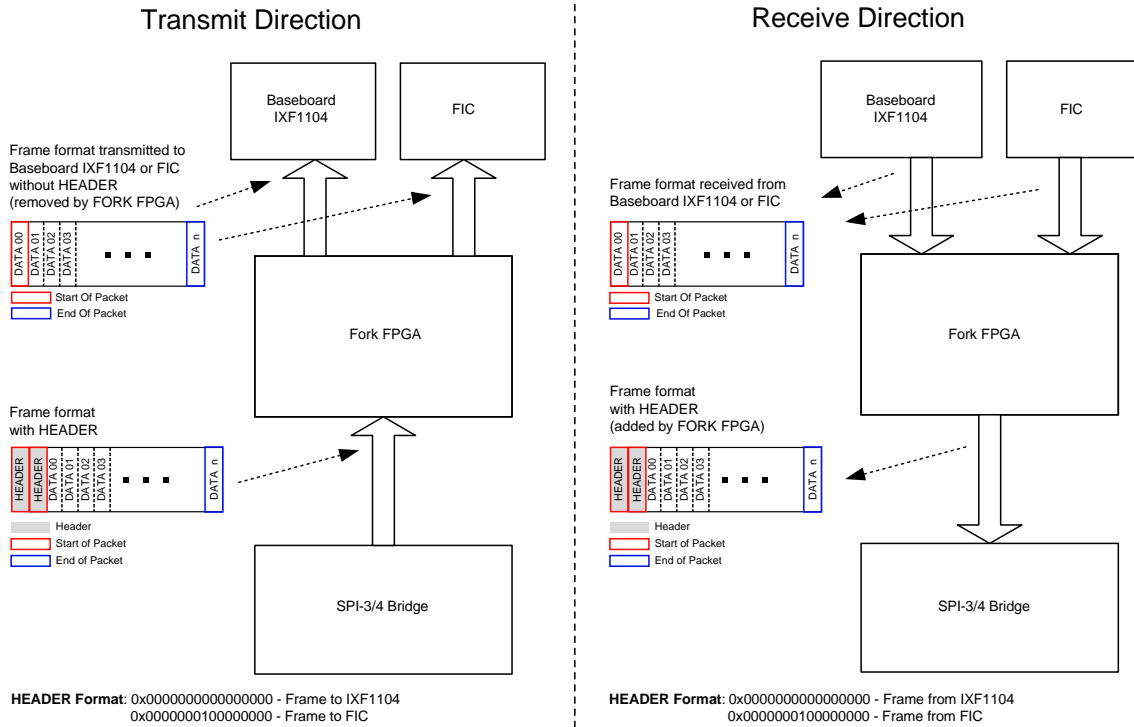 Transmit Direction
Baseboard
IXF1104
FIC
Frame format transmitted to
Baseboard IXF1104 or FIC
without HEADER
(removed by FORK FPGA)
DATA 00
DATA 01
DATA 02
DATA 03
DATA n
Start Of Packet
End Of Packet
Fork FPGA
Frame format
with HEADER
HEADER
HEADER
DATA 00
DATA 01
DATA 02
DATA 03
DATA n
Header
Start of Packet
End of Packet
SPI-3/4 Bridge
HEADER Format: 0x0000000000000000 - Frame to IXF1104
0x0000000100000000 - Frame to FIC
Receive Direction
Baseboard
IXF1104
FIC
Frame format received from
Baseboard IXF1104 or FIC
DATA 00
DATA 01
DATA 02
DATA 03
DATA n
Start Of Packet
End Of Packet
Fork FPGA
Frame format
with HEADER
(added by FORK FPGA)
HEADER
HEADER
DATA 00
DATA 01
DATA 02
DATA 03
DATA n
Header
Start of Packet
End of Packet
SPI-3/4 Bridge
HEADER Format: 0x0000000000000000 - Frame from IXF1104
0x0000000100000000 - Frame from FIC